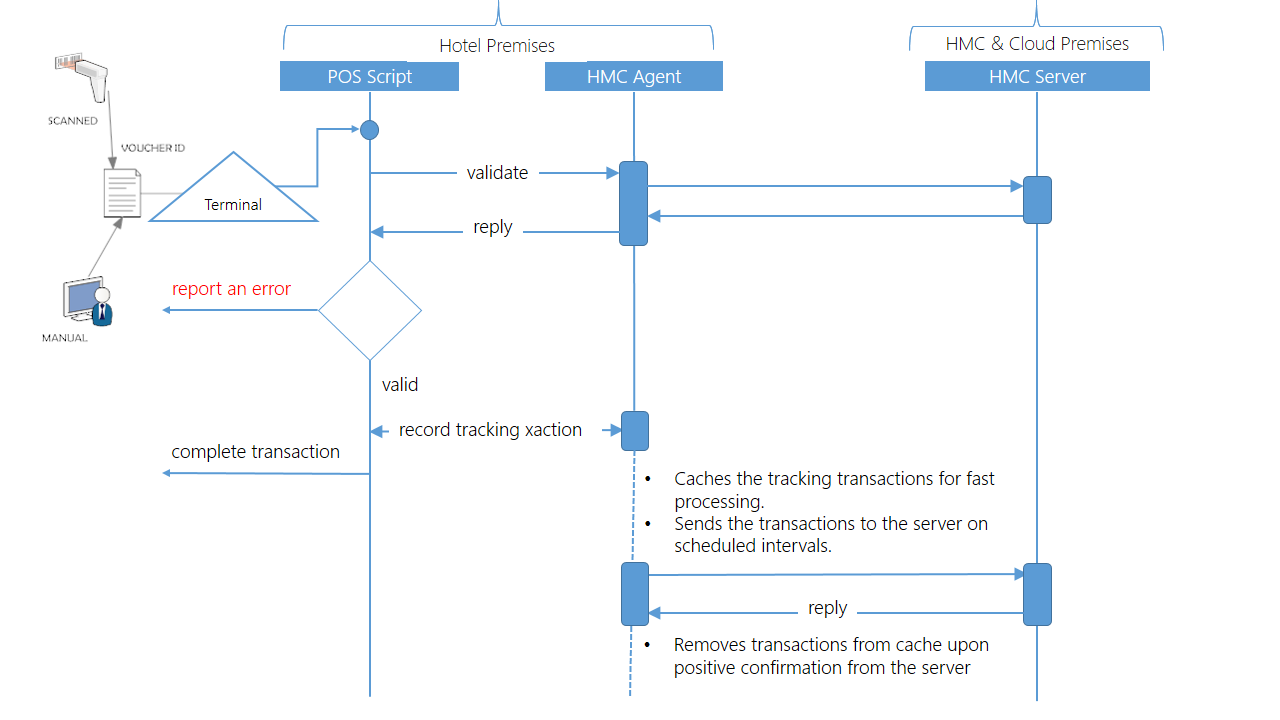 Hotel Premises
HMC & Cloud Premises
POS Script
HMC Agent
HMC Server
SCANNED
VOUCHER ID
validate
Terminal
reply
report an error
MANUAL
valid
record tracking xaction
complete transaction
• Caches the tracking transactions for fast
processing.
• Sends the transactions to the server on
scheduled intervals.
reply
• Removes transactions from cache upon
positive confirmation from the server